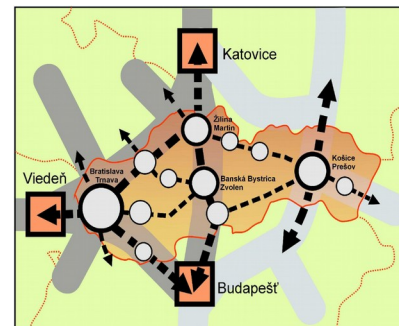 Katovice
Žilina
Martin
Bratislava
Trnava
Košice
Prešov
Viedeň
Banská Bystrica
Zvolen
Budapešť